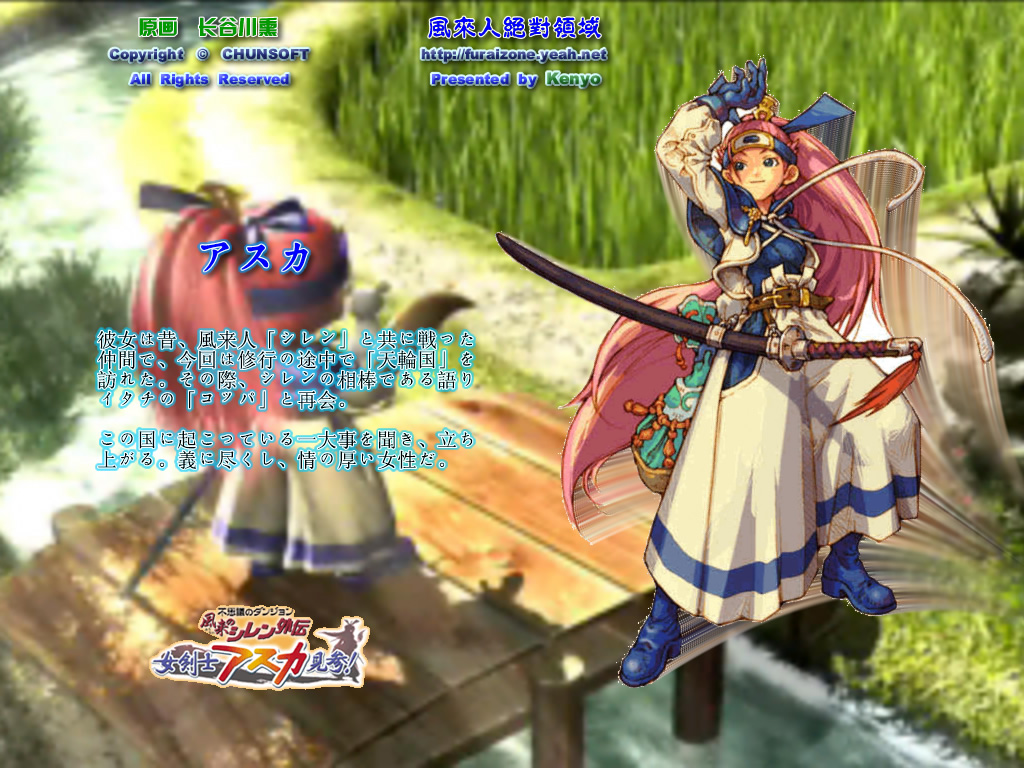 原画 长谷川熏
Copyright © CHUNSOFT
All Rights Reserved
風來人絕對領域
http://furaizone.yeah.net
Presented by Kenyo
アスカ
彼女は昔、風来人「シレン」と共に戦った
仲間で、今回は修行の途中で「天輪国」を
訪れた。その際、シレンの相棒である語り
イタチの「コッパ」と再会。
この国に起こっている一大事を聞き、立ち
上がる。義に尽くし、情の厚い女性だ。
不思議のダンジョン
風来のシレン外伝
女剣士アスカ見参!